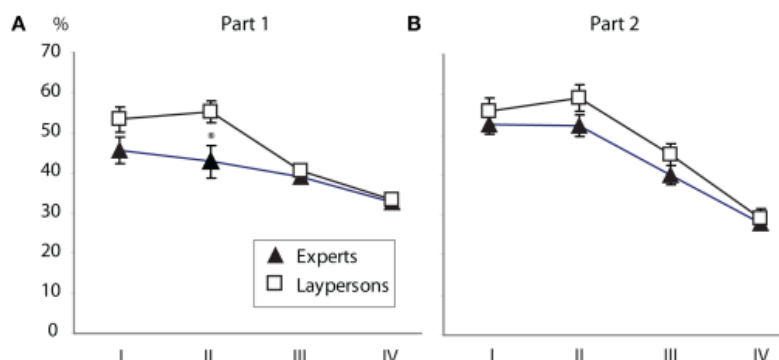 A % Part 1 B Part 2
70
60
50
40
30
20
10
0
*
Experts
Laypersons
I II III IV I II III IV